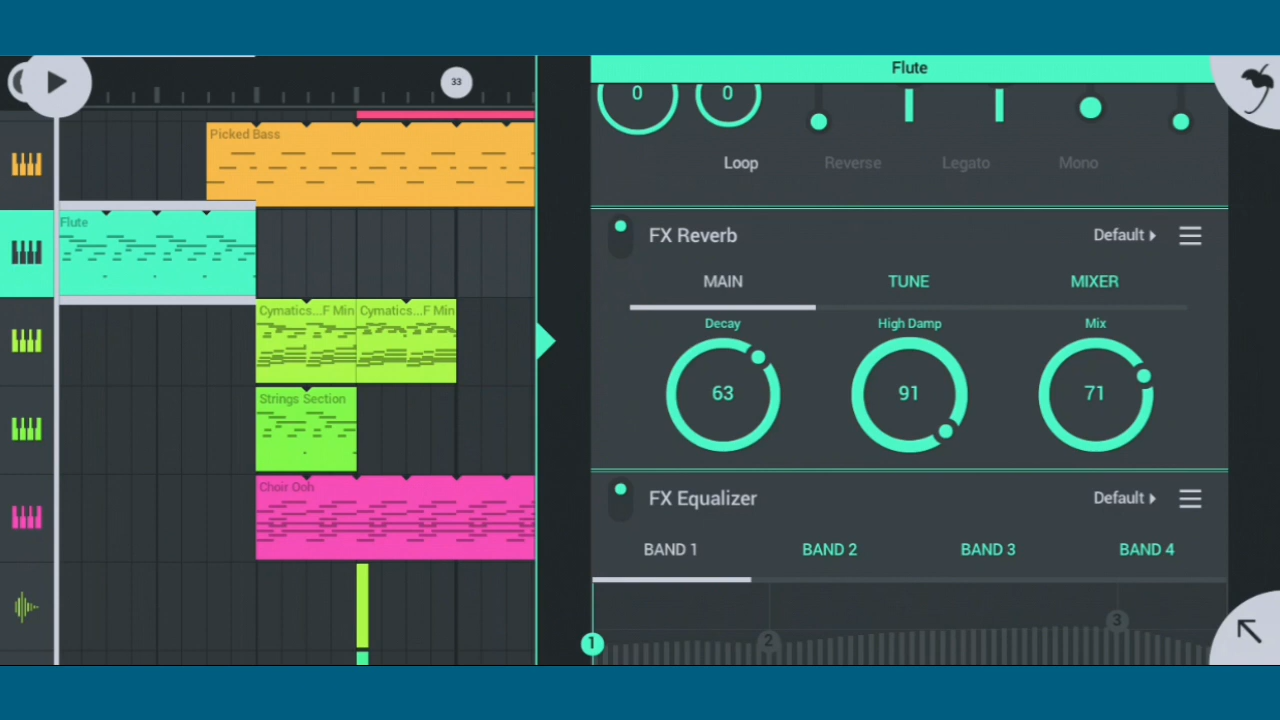 33
Picked Bass
Flute
Cymatics...F Min
Cymatics...F Min
Strings Section
Choir Ooh
Flute
0
0
Loop
Reverse
Legato
Mono
FX Reverb
Default
MAIN
TUNE
MIXER
Decay
High Damp
Mix
63
91
71
FX Equalizer
Default
BAND 1
BAND 2
BAND 3
BAND 4
1
2
3